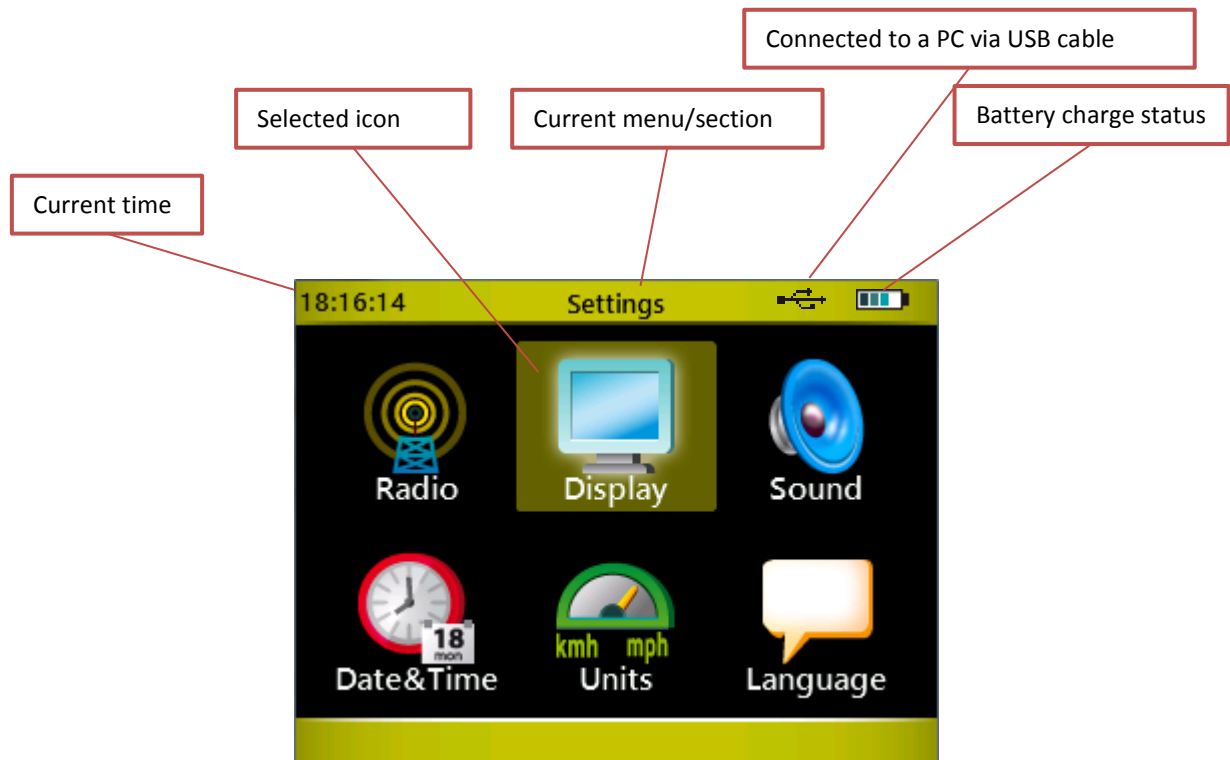 Connected to a PC via USB cable
Selected icon
Current menu/section
Battery charge status
Current time
18:16:14
Settings
Radio
Display
Sound
18
mon
kmh mph
Date&Time
Units
Language